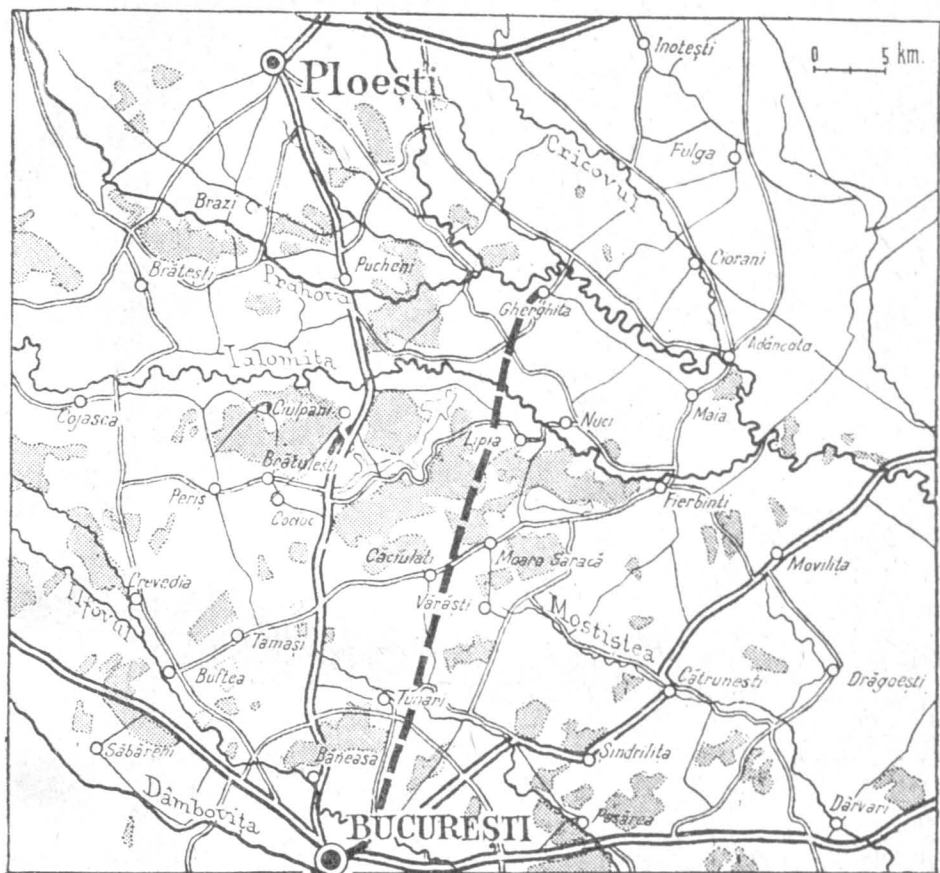 Inotești
0 5 km.
Ploești
Cricovul
Fulga
Brazi
Ciorani
Brătești
Pucheni
Prahova
Gherghița
Adâncata
Ialomița
Cojasca
Ciulpani
Maia
Nuci
Lipia
Brătulești
Periș
Cociuc
Fierbinți
Căciulați
Moara Săracă
Movilița
Crevedia
Ilfovul
Varăști
Mostistea
Tamași
Buftea
Tunari
Cătrunești
Drăgoești
Săbăreni
Băneasa
Sindrilița
Dâmbovița
BUCUREȘTI
Pasărea
Dârvari